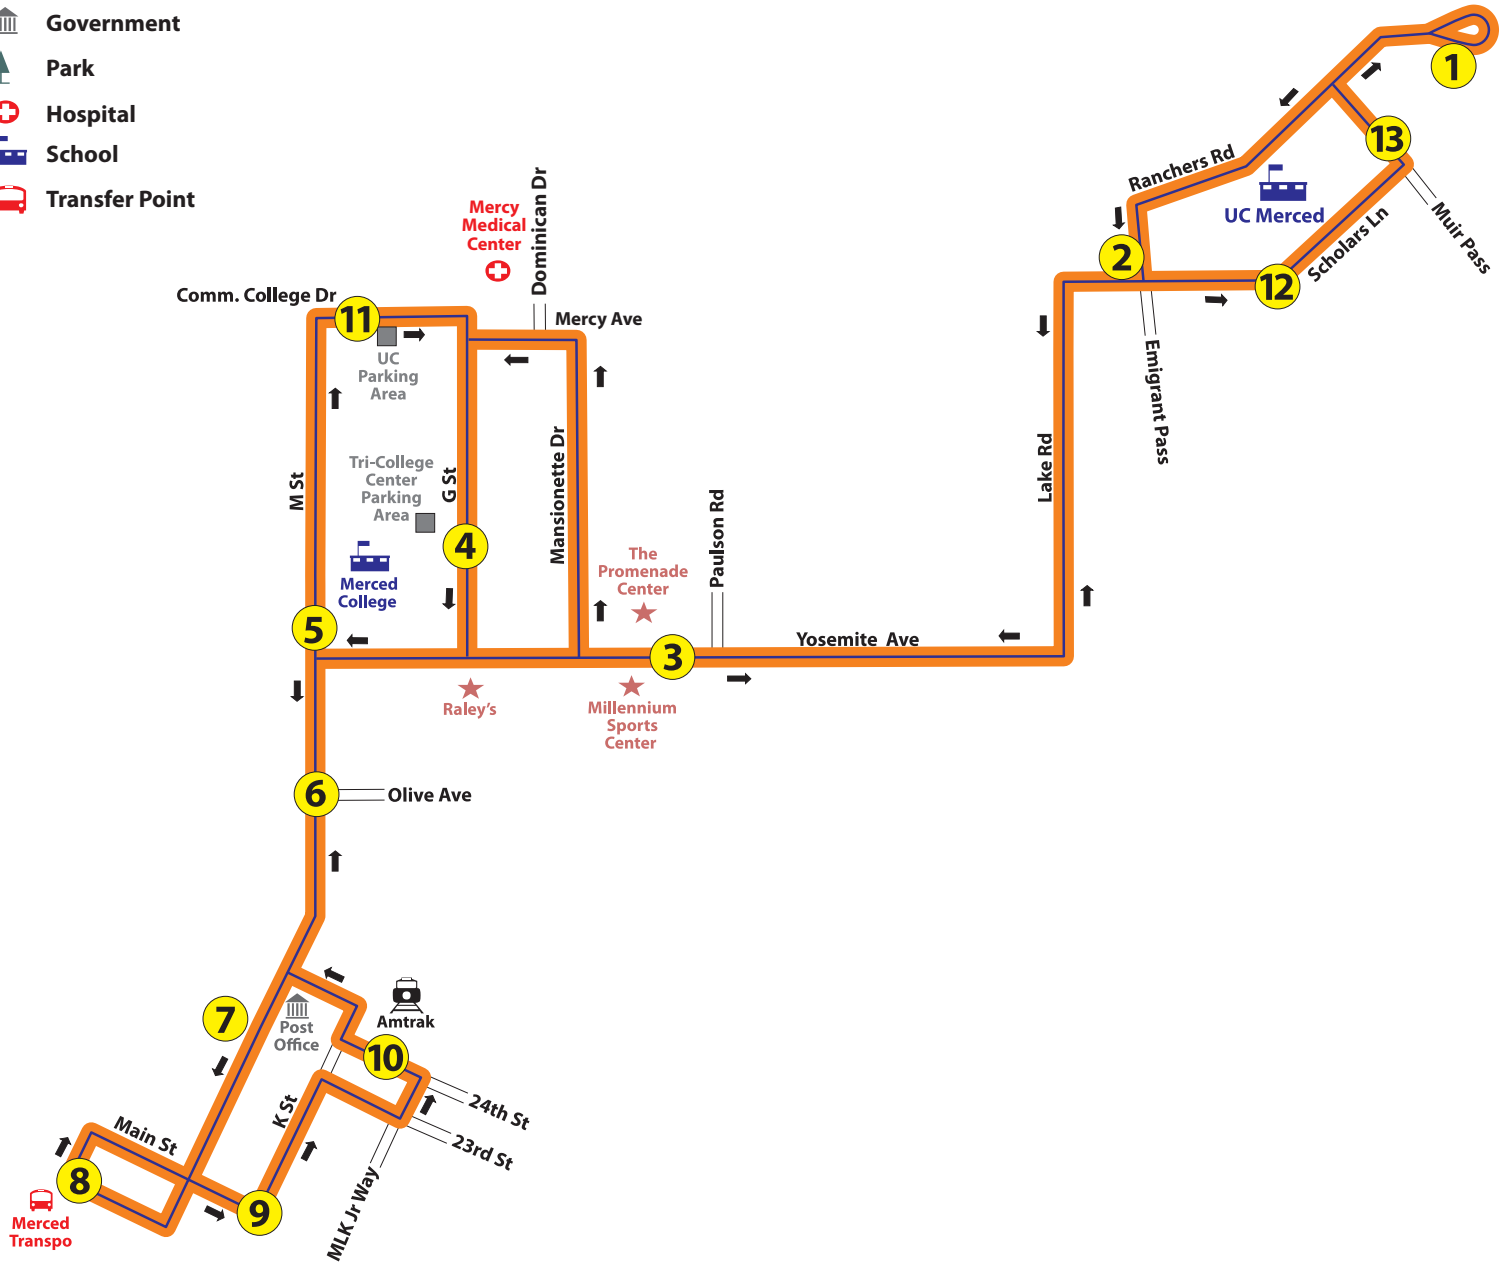 Government
Park
Hospital
School
Transfer Point
1
13
Ranchers Rd
UC Merced
Muir Pass
Scholars Ln
2
12
Emigrant Pass
Lake Rd
Mercy
Medical
Center
Dominican Dr
Comm. College Dr
11
Mercy Ave
UC
Parking
Area
M St
Tri-College
Center
Parking
Area
G St
Mansionette Dr
4
Merced
College
The
Promenade
Center
Paulson Rd
5
3
Yosemite Ave
Raley's
Millennium
Sports
Center
6
Olive Ave
7
Post
Office
Amtrak
10
K St
24th St
23rd St
MLK Jr Way
Main St
8
9
Merced
Transpo